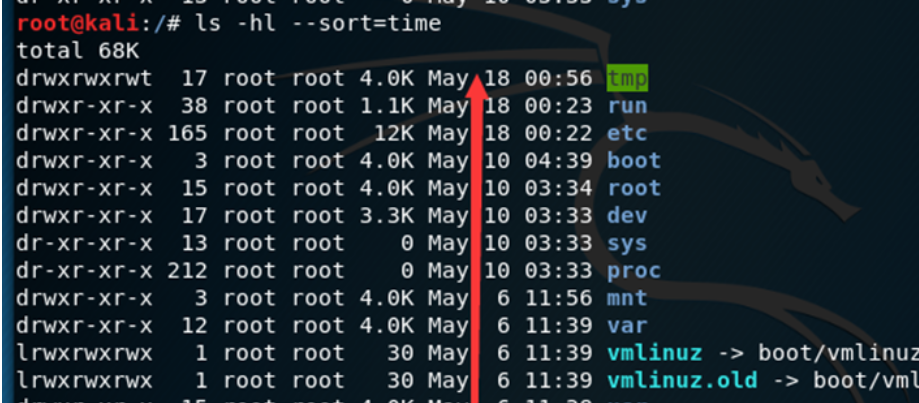 root@kali:/# ls -hl --sort=time
total 68K
drwxrwxrwt 17 root root 4.0K May 18 00:56 tmp
drwxr-xr-x 38 root root 1.1K May 18 00:23 run
drwxr-xr-x 165 root root 12K May 18 00:22 etc
drwxr-xr-x 3 root root 4.0K May 10 04:39 boot
drwxr-xr-x 15 root root 4.0K May 10 03:34 root
drwxr-xr-x 17 root root 3.3K May 10 03:33 dev
dr-xr-xr-x 13 root root 0 May 10 03:33 sys
dr-xr-xr-x 212 root root 0 May 10 03:33 proc
drwxr-xr-x 3 root root 4.0K May 6 11:56 mnt
drwxr-xr-x 12 root root 4.0K May 6 11:39 var
lrwxrwxrwx 1 root root 30 May 6 11:39 vmlinuz -> boot/vmlinuz
lrwxrwxrwx 1 root root 30 May 6 11:39 vmlinuz.old -> boot/vml